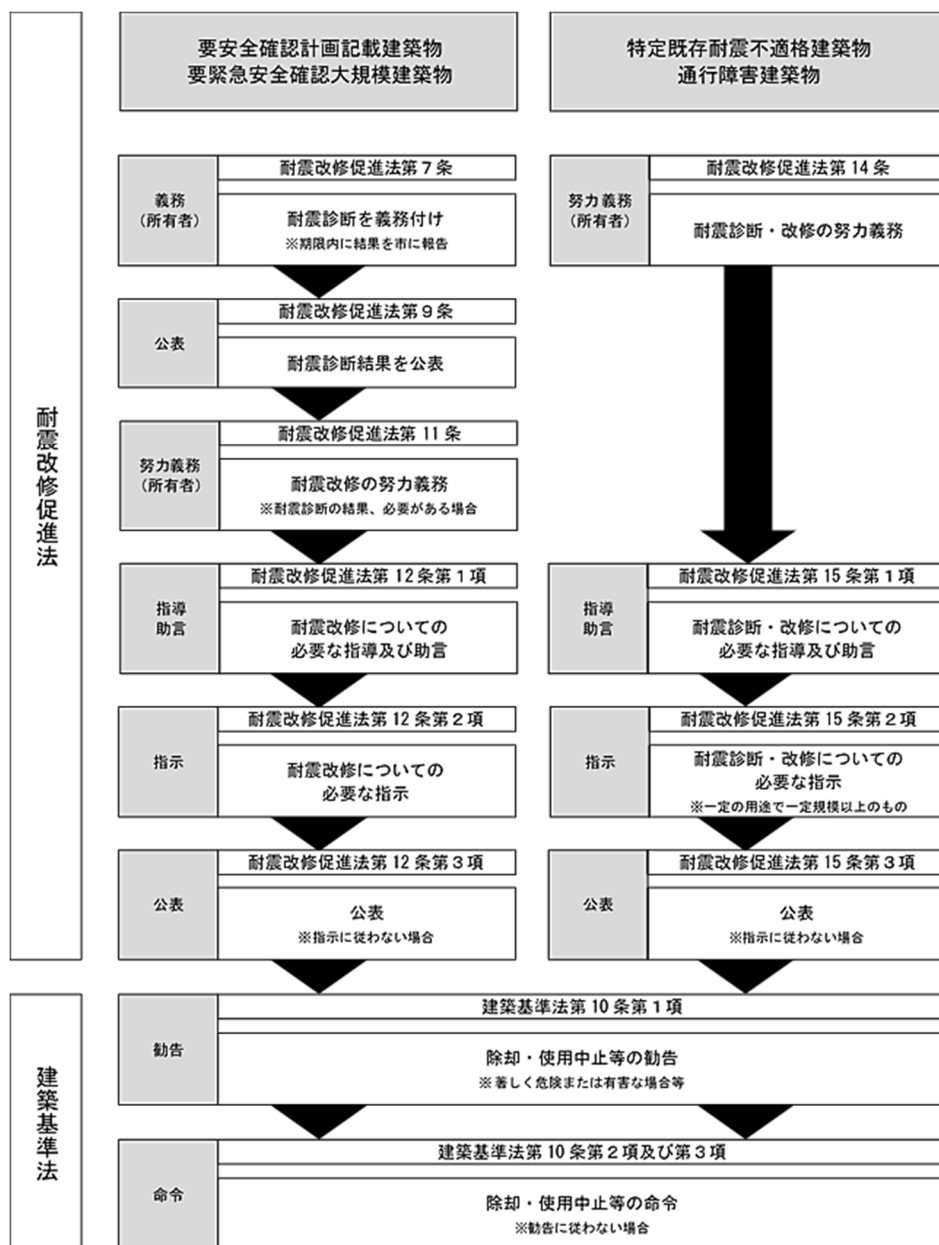 要安全確認計画記載建築物
要緊急安全確認大規模建築物
特定既存耐震不適格建築物
通行障害建築物
耐震改修促進法
義務
(所有者)
耐震改修促進法第7条
耐震診断を義務付け
※期限内に結果を市に報告
努力義務
(所有者)
耐震改修促進法第14条
耐震診断・改修の努力義務
公表
耐震改修促進法第9条
耐震診断結果を公表
努力義務
(所有者)
耐震改修促進法第11条
耐震改修の努力義務
※耐震診断の結果、必要がある場合
指導
助言
耐震改修促進法第12条第1項
耐震改修についての
必要な指導及び助言
指導
助言
耐震改修促進法第15条第1項
耐震診断・改修についての
必要な指導及び助言
指示
耐震改修促進法第12条第2項
耐震改修についての
必要な指示
指示
耐震改修促進法第15条第2項
耐震診断・改修についての
必要な指示
※一定の用途で一定規模以上のもの
公表
耐震改修促進法第12条第3項
公表
※指示に従わない場合
公表
耐震改修促進法第15条第3項
公表
※指示に従わない場合
建築基準法
勧告
建築基準法第10条第1項
除却・使用中止等の勧告
※著しく危険または有害な場合等
命令
建築基準法第10条第2項及び第3項
除却・使用中止等の命令
※勧告に従わない場合